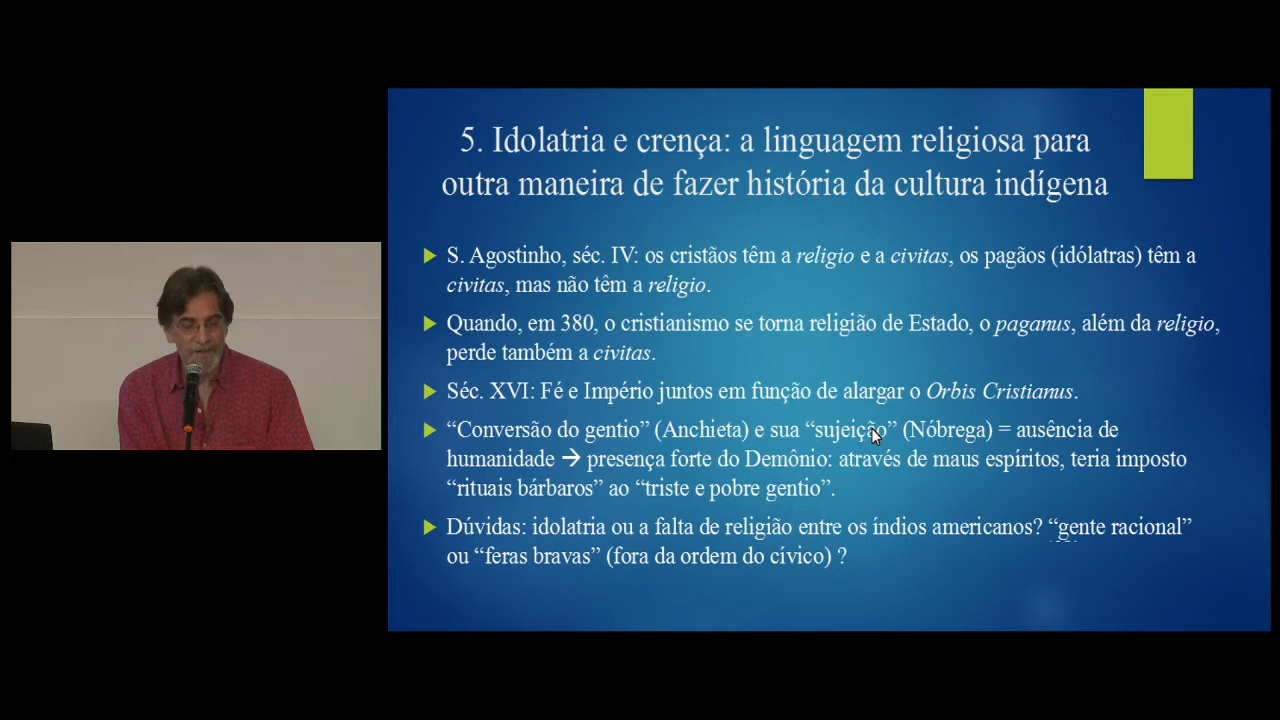 5. Idolatria e crença: a linguagem religiosa para
outra maneira de fazer história da cultura indígena
S. Agostinho, séc. IV: os cristãos têm a religio e a civitas, os pagãos (idólatras) têm a
civitas, mas não têm a religio.
Quando, em 380, o cristianismo se torna religião de Estado, o paganus, além da religio,
perde também a civitas.
Séc. XVI: Fé e Império juntos em função de alargar o Orbis Cristianus.
“Conversão do gentio” (Anchieta) e sua “sujeição” (Nóbrega) = ausência de
humanidade → presença forte do Demônio: através de maus espíritos, teria imposto
“rituais bárbaros” ao “triste e pobre gentio”.
Dúvidas: idolatria ou a falta de religião entre os índios americanos? “gente racional”
ou “feras bravas” (fora da ordem do cívico) ?